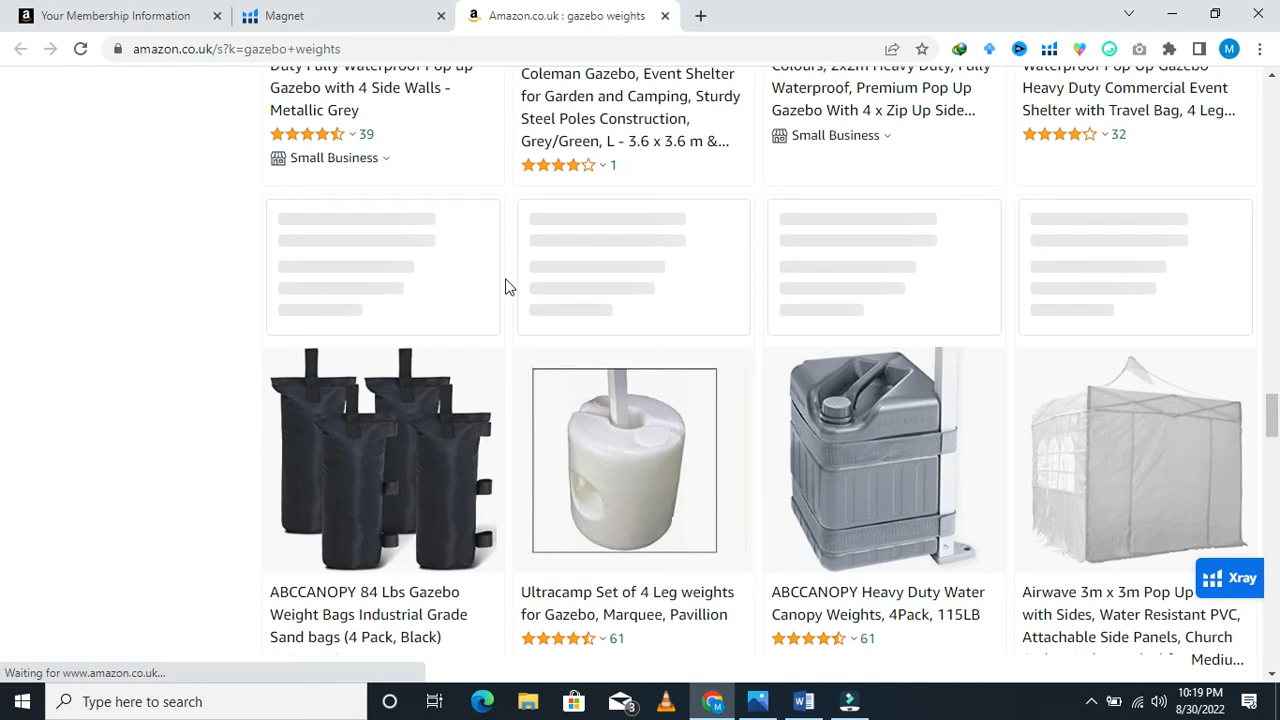 Your Membership Information
Magnet
Amazon.co.uk : gazebo weights
amazon.co.uk/s?k=gazebo+weights
M
Duty Fully Waterproof Pop up
Gazebo with 4 Side Walls -
Metallic Grey
39
Small Business
Coleman Gazebo, Event Shelter
for Garden and Camping, Sturdy
Steel Poles Construction,
Grey/Green, L - 3.6 x 3.6 m &...
1
Colours, 2x2m Heavy Duty, Fully
Waterproof, Premium Pop Up
Gazebo With 4 x Zip Up Side...
Small Business
Waterproof Pop Up Gazebo
Heavy Duty Commercial Event
Shelter with Travel Bag, 4 Leg...
32
ABCCANOPY 84 Lbs Gazebo
Weight Bags Industrial Grade
Sand bags (4 Pack, Black)
Ultracamp Set of 4 Leg weights
for Gazebo, Marquee, Pavillion
61
ABCCANOPY Heavy Duty Water
Canopy Weights, 4Pack, 115LB
61
Airwave 3m x 3m Pop Up
with Sides, Water Resistant PVC,
Attachable Side Panels, Church
Mediu...
Xray
Waiting for www.amazon.co.uk...
Type here to search
3
M
10:19 PM
8/30/2022